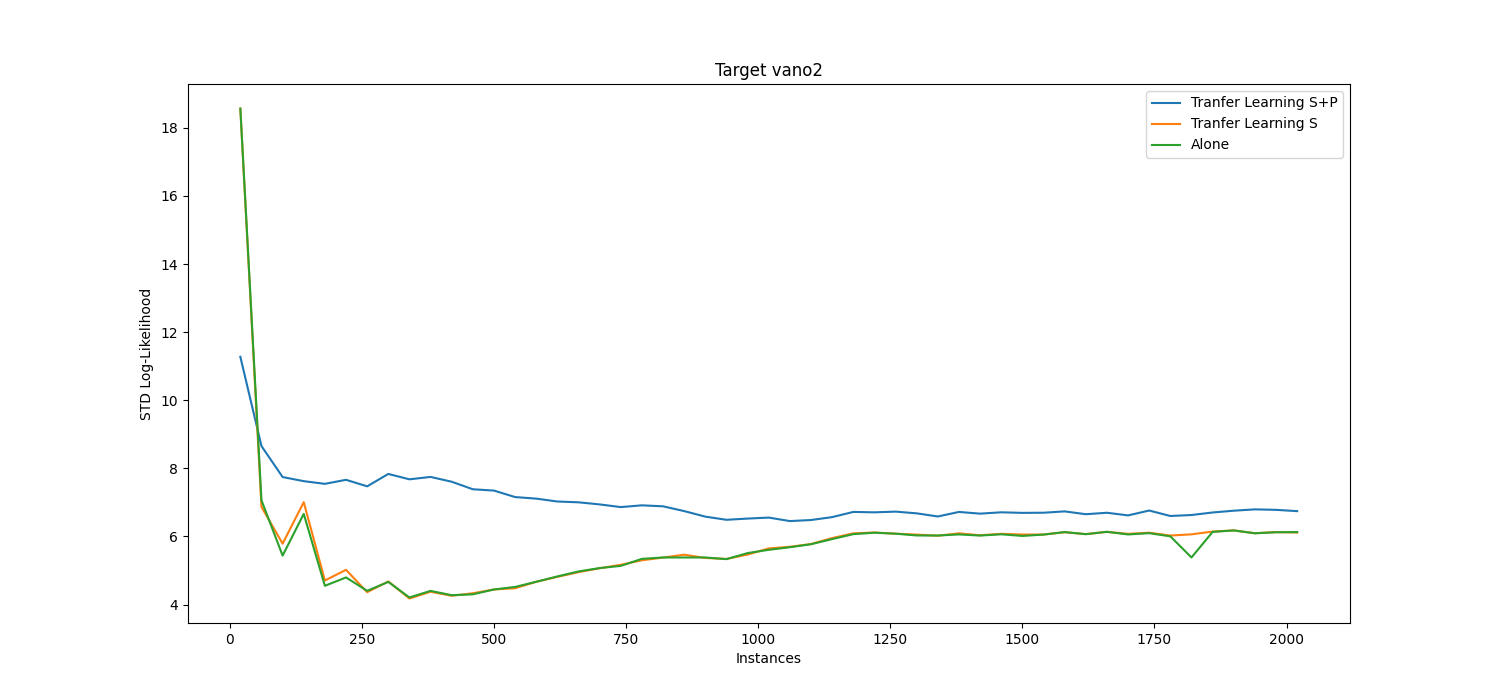 Target vano2
Tranfer Learning S+P
Tranfer Learning S
Alone
STD Log-Likelihood
18
16
14
12
10
8
6
4
0 250 500 750 1000 1250 1500 1750 2000
Instances